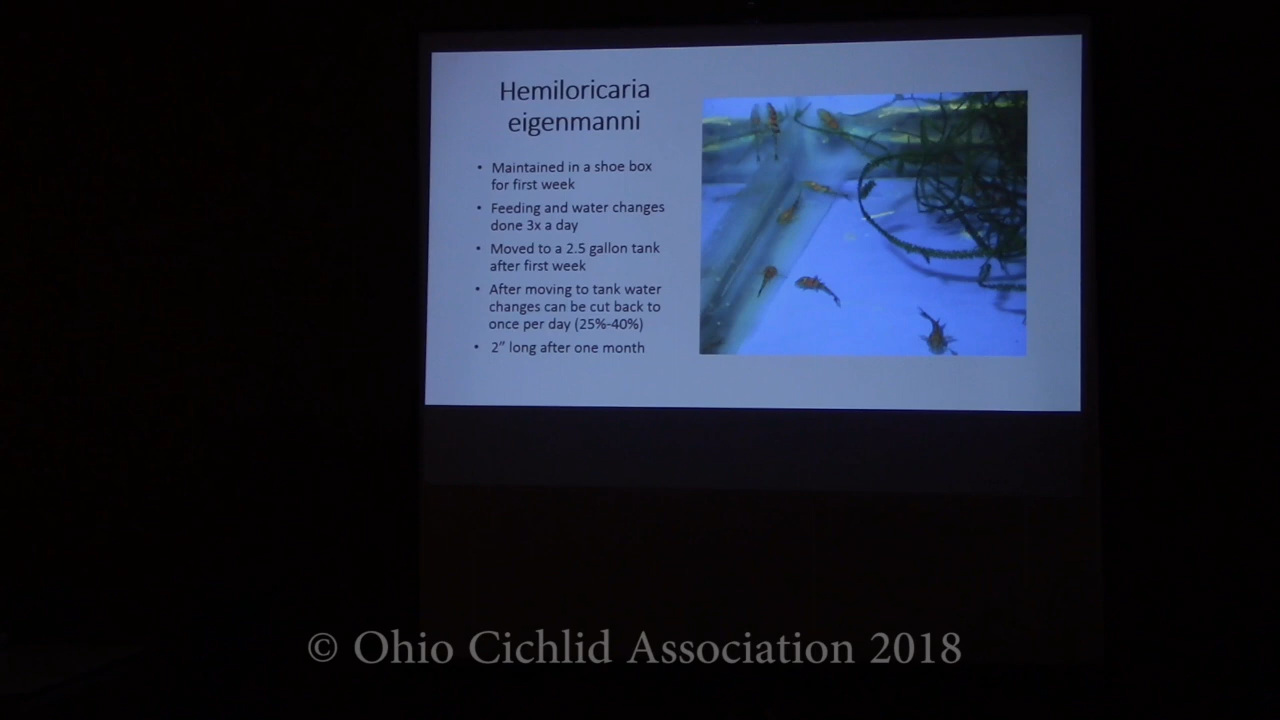 Hemiloricaria
eigenmanni
• Maintained in a shoe box
for first week
• Feeding and water changes
done 3x a day
• Moved to a 2.5 gallon tank
after first week
• After moving to tank water
changes can be cut back to
once per day (25%-40%)
• 2” long after one month
© Ohio Cichlid Association 2018